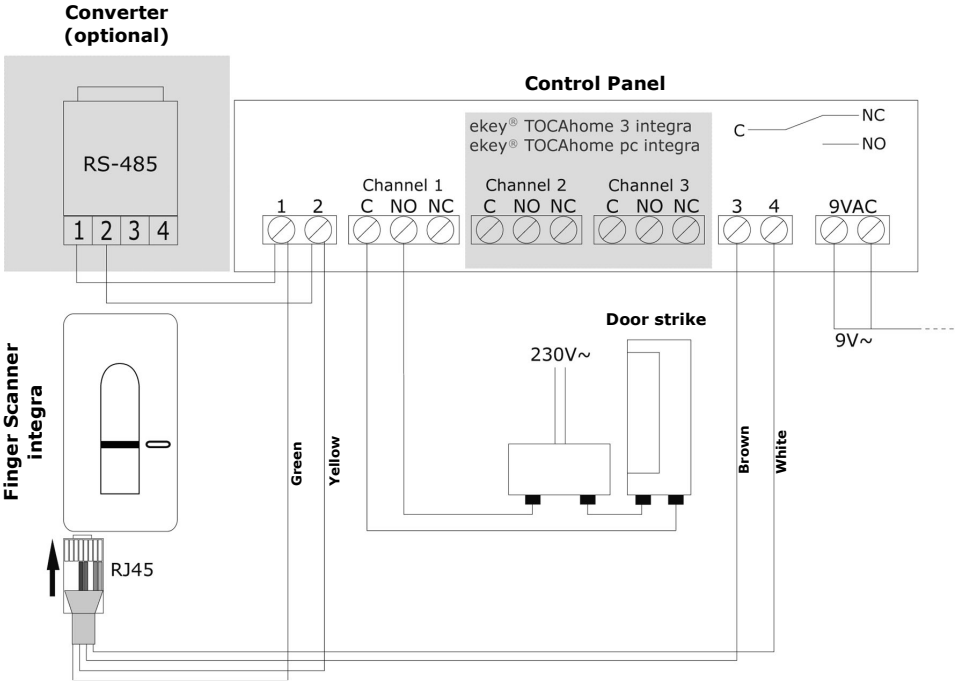 Converter
(optional)
RS-485
1 2 3 4
Control Panel
ekey® TOCAhome 3 integra
ekey® TOCAhome pc integra
C
NC
NO
Channel 1
Channel 2
Channel 3
1 2
C NO NC
C NO NC
C NO NC
3 4
9VAC
9V~
Door strike
230V~
Finger Scanner
integra
Green
Yellow
Brown
White
RJ45